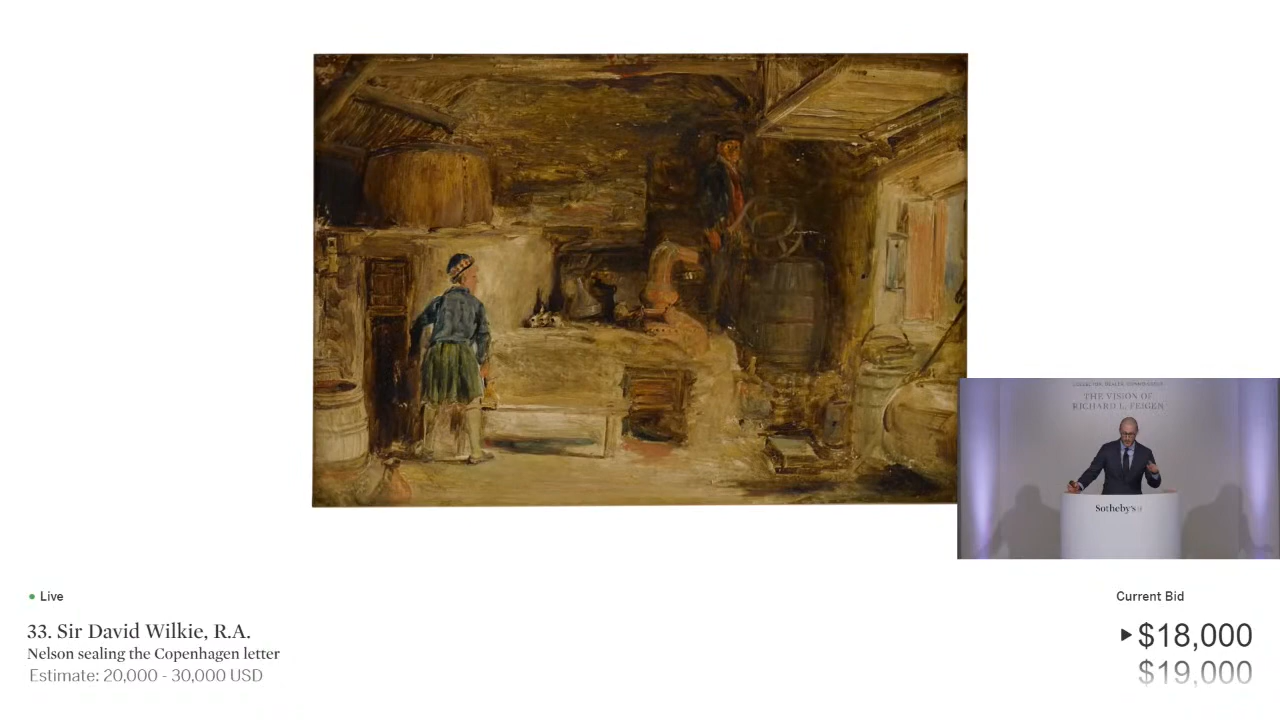 THE VISION OF
RICHARD L. FEIGEN
Sotheby's
Live
33. Sir David Wilkie, R.A.
Nelson sealing the Copenhagen letter
Estimate: 20,000 - 30,000 USD
Current Bid
$18,000
$19,000